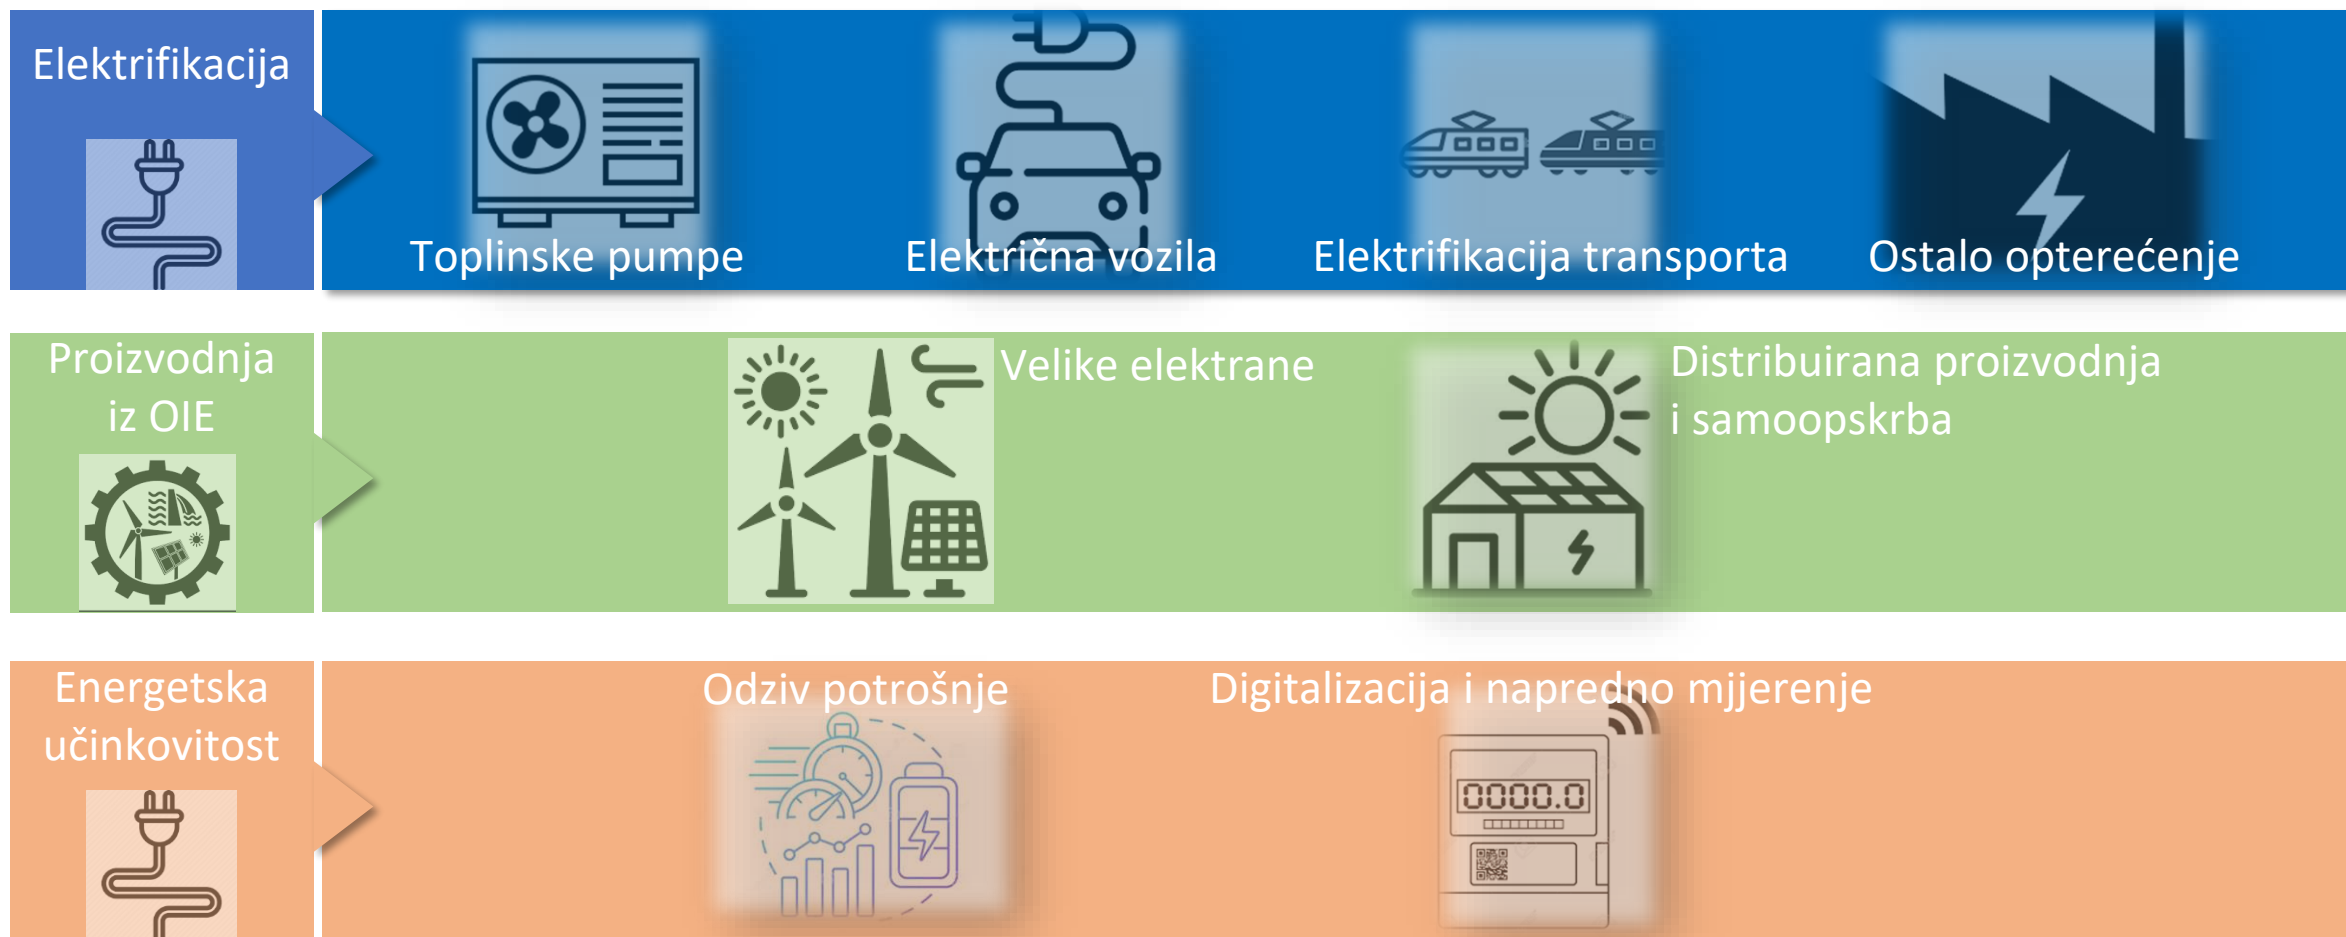 Elektrifikacija
Toplinske pumpe
Električna vozila
Elektrifikacija transporta
Ostalo opterećenje
Proizvodnja
iz OIE
Velike elektrane
Distribuirana proizvodnja
i samoopskrba
Energetska
učinkovitost
Odziv potrošnje
Digitalizacija i napredno mjjerenje
0000.0